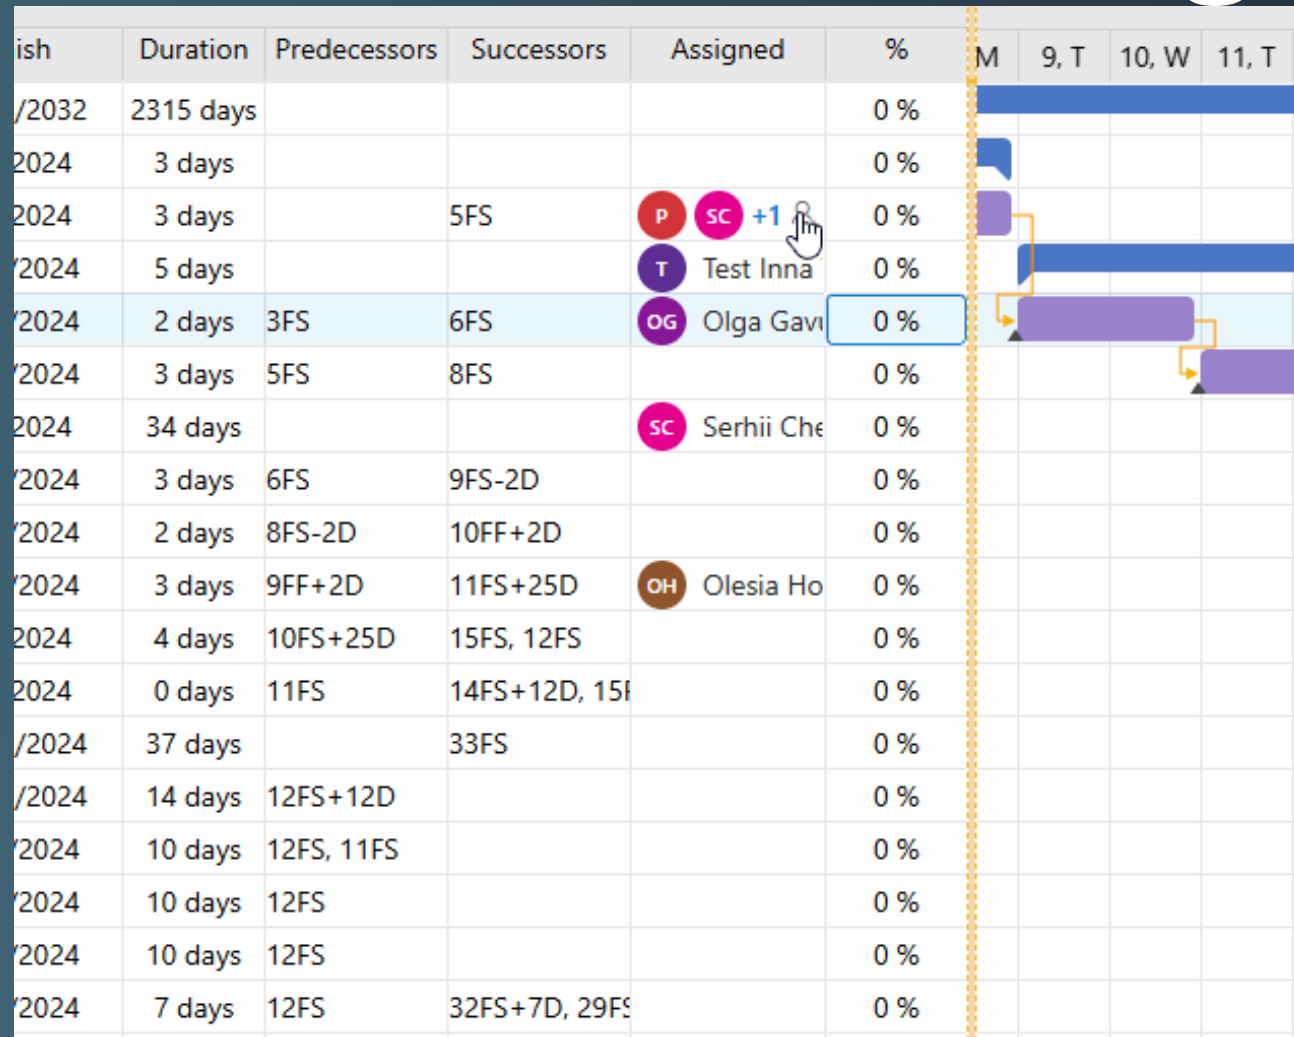 ish Duration Predecessors Successors Assigned % M 9, T 10, W 11, T
/2032 2315 days 0 %
2024 3 days 0 %
2024 3 days 5FS P SC +1 0 %
/2024 5 days T Test Inna 0 %
/2024 2 days 3FS 6FS OG Olga Gavu 0 %
/2024 3 days 5FS 8FS 0 %
2024 34 days SC Serhii Che 0 %
/2024 3 days 6FS 9FS-2D 0 %
/2024 2 days 8FS-2D 10FF+2D 0 %
/2024 3 days 9FF+2D 11FS+25D OH Olesia Ho 0 %
2024 4 days 10FS+25D 15FS, 12FS 0 %
2024 0 days 11FS 14FS+12D, 15F 0 %
/2024 37 days 33FS 0 %
/2024 14 days 12FS+12D 0 %
/2024 10 days 12FS, 11FS 0 %
/2024 10 days 12FS 0 %
/2024 10 days 12FS 0 %
/2024 7 days 12FS 32FS+7D, 29FS 0 %